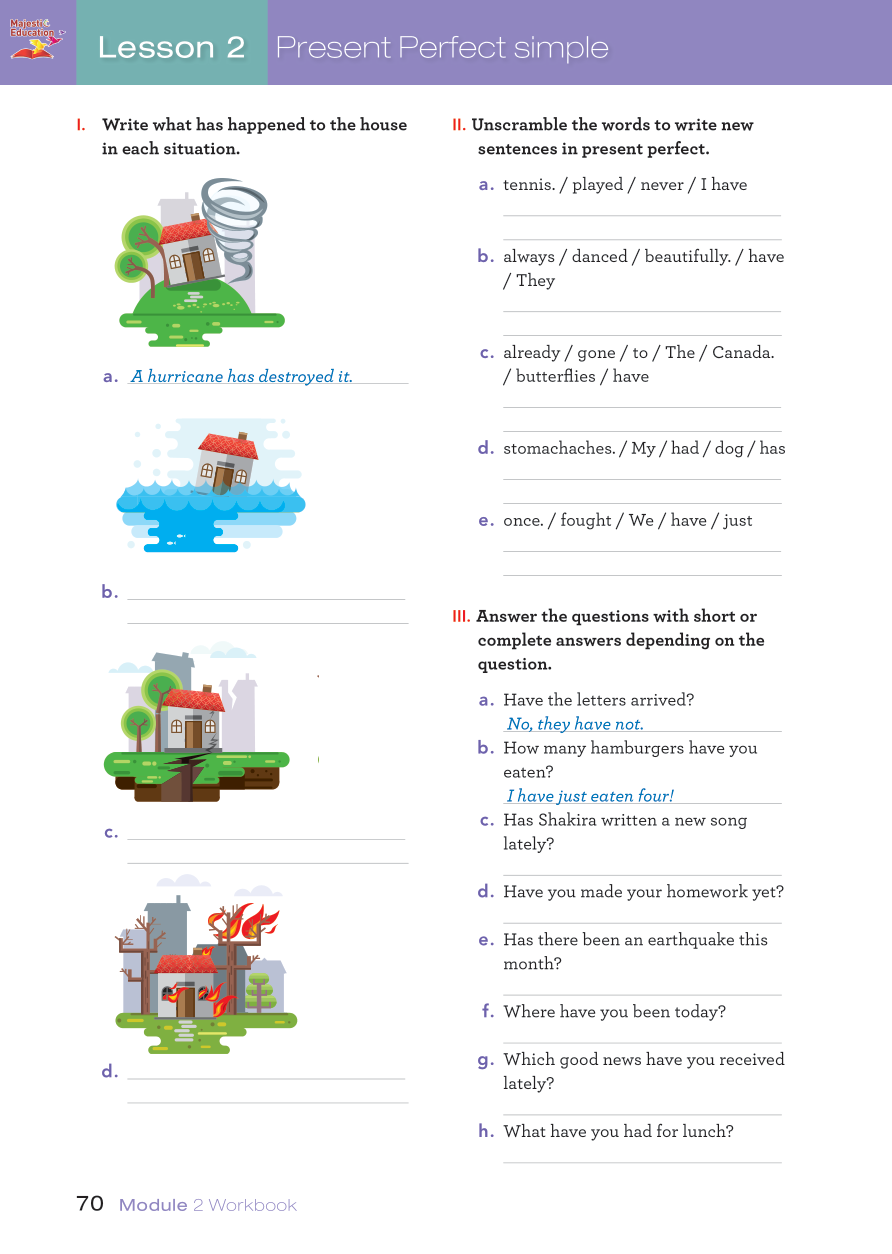 Majestic
Education
Lesson 2 Present Perfect simple
I. Write what has happened to the house
in each situation.
a. A hurricane has destroyed it.
b.
c.
d.
II. Unscramble the words to write new
sentences in present perfect.
a. tennis. / played / never / I have
b. always / danced / beautifully. / have
/ They
c. already / gone / to / The / Canada.
/ butterflies / have
d. stomachaches. / My / had / dog / has
e. once. / fought / We / have / just
III. Answer the questions with short or
complete answers depending on the
question.
a. Have the letters arrived?
No, they have not.
b. How many hamburgers have you
eaten?
I have just eaten four!
c. Has Shakira written a new song
lately?
d. Have you made your homework yet?
e. Has there been an earthquake this
month?
f. Where have you been today?
g. Which good news have you received
lately?
h. What have you had for lunch?
70 Module 2 Workbook